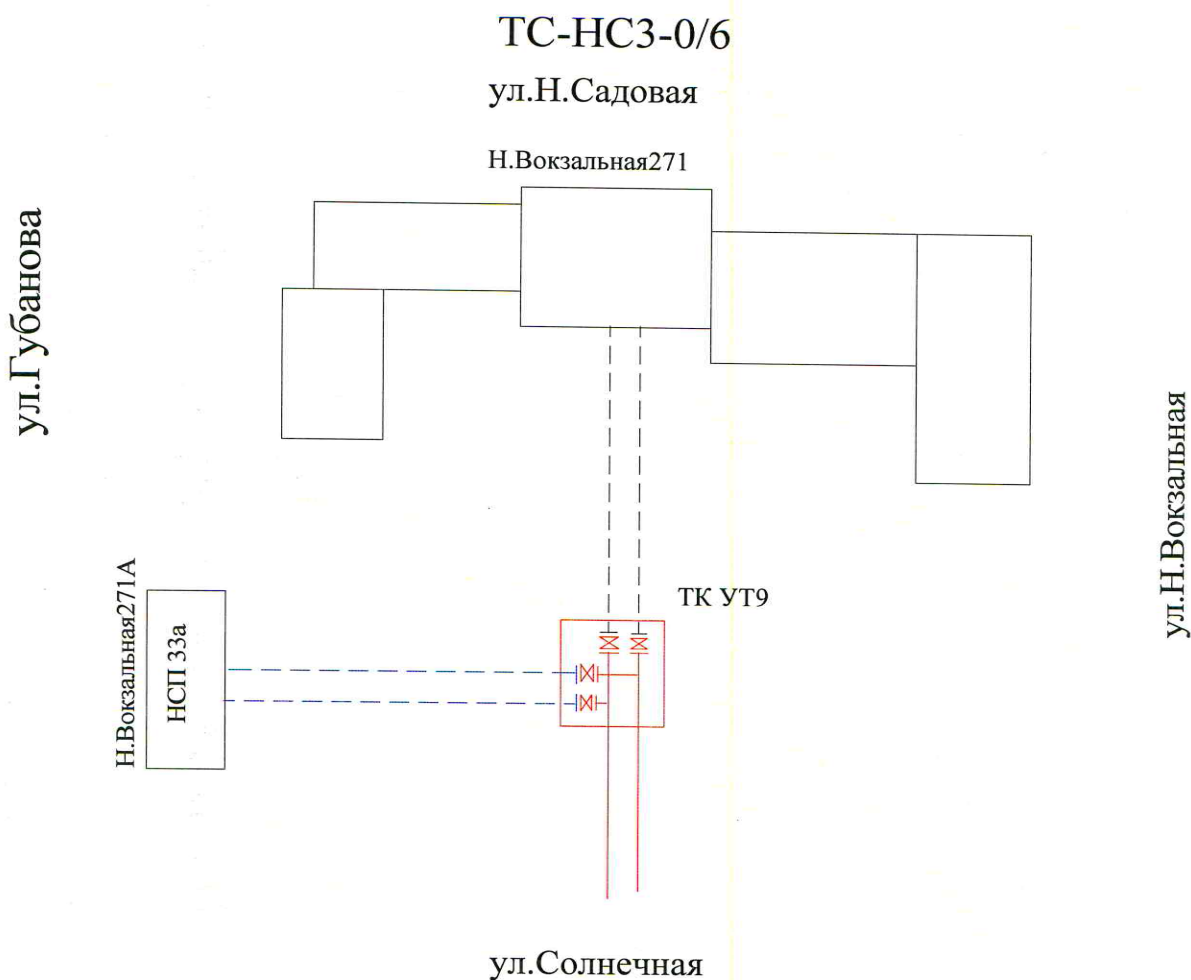 ТС-НС3-0/6
ул.Н.Садовая
Н.Вокзальная271
ул.Губанова
ул.Н.Вокзальная
ТК УТ9
Н.Вокзальная271А
НСП 33а
ул.Солнечная